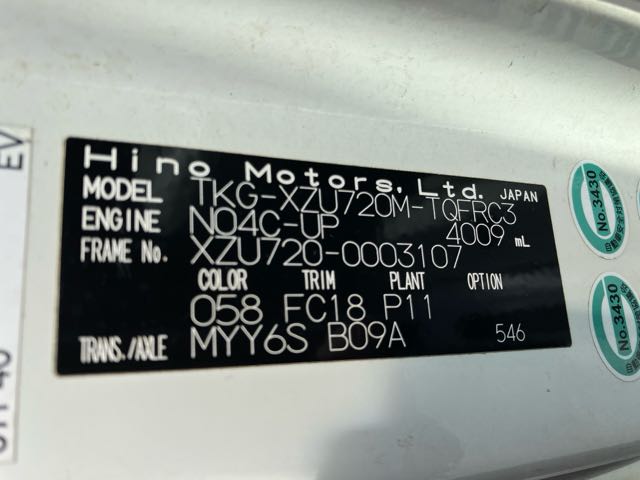 Hino Motors, Ltd. JAPAN
MODEL TKG-XZU720M-TQFRC3
ENGINE N04C-UP 4009 mL
FRAME No. XZU720-0003107
COLOR TRIM PLANT OPTION
058 FC18 P11
TRANS./AXLE MYY6S B09A 546
No.3430
No.3430
EV